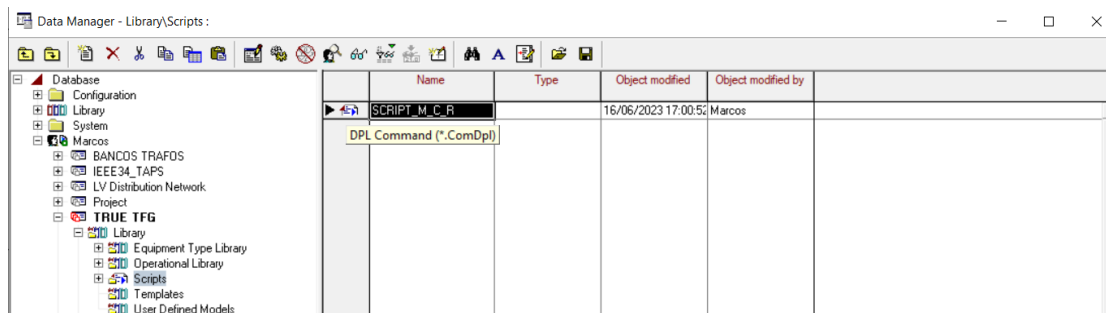 Data Manager - Library\Scripts :
Name Type Object modified Object modified by
Database
Configuration
Library
System
Marcos
BANCOS TRAFOS
IEEE34_TAPS
LV Distribution Network
Project
TRUE TFG
Library
Equipment Type Library
Operational Library
Scripts
Templates
User Defined Models
SCRIPT_M_C_R 16/06/2023 17:00:52 Marcos
DPL Command (*.ComDpl)